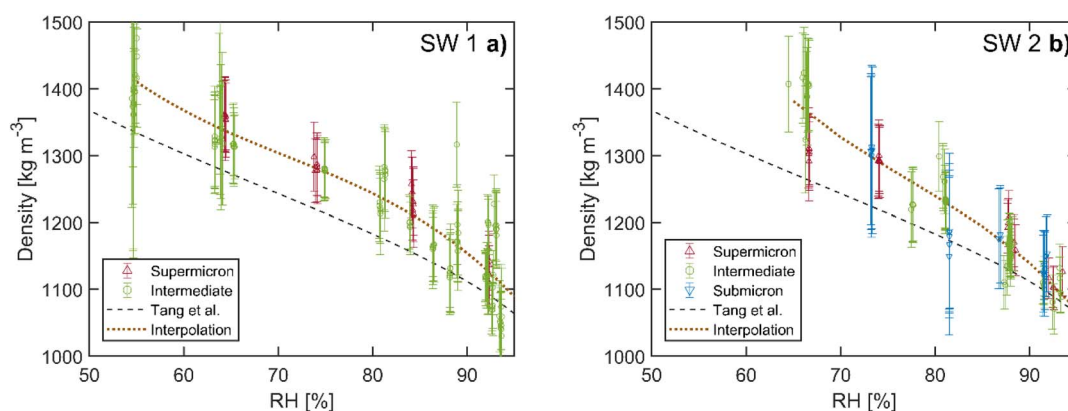 SW 1 a)
Density [kg m⁻³]
1500
1400
1300
1200
1100
1000
Supermicron
Intermediate
Tang et al.
Interpolation
50 60 70 80 90
RH [%]
SW 2 b)
Density [kg m⁻³]
1500
1400
1300
1200
1100
1000
Supermicron
Intermediate
Submicron
Tang et al.
Interpolation
50 60 70 80 90
RH [%]